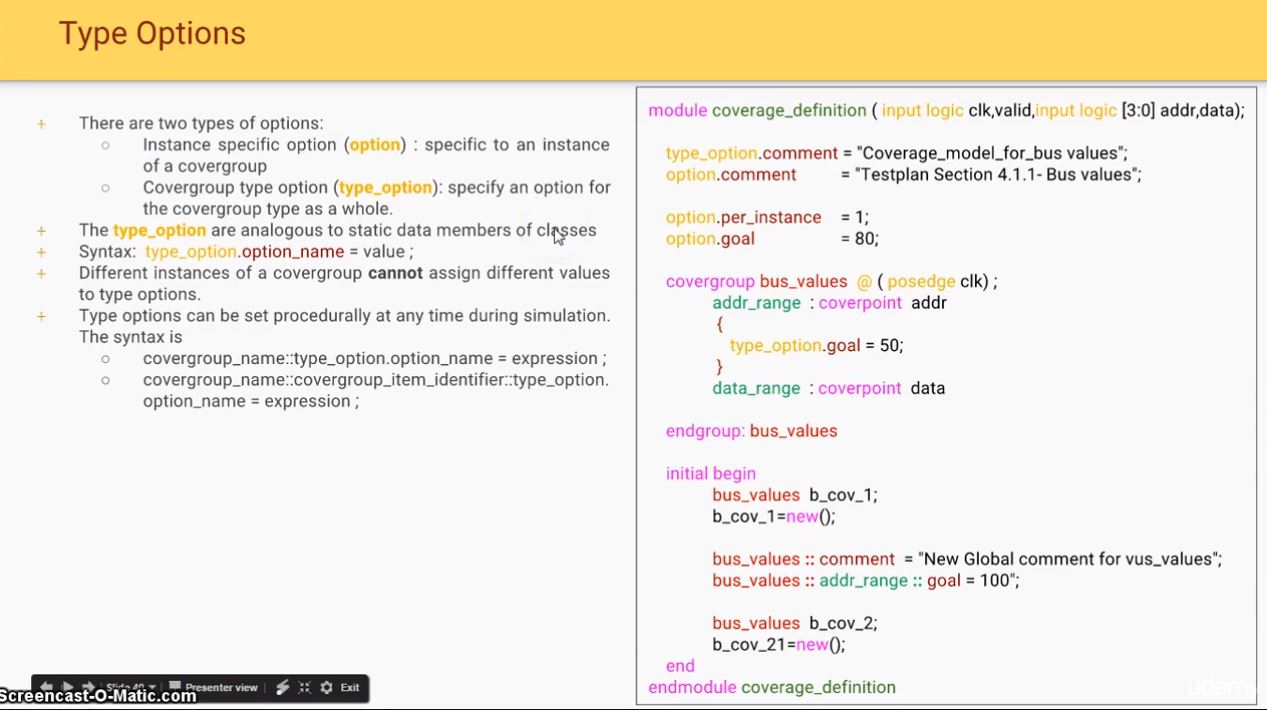 Type Options
+ There are two types of options:
○ Instance specific option (option) : specific to an instance
of a covergroup
○ Covergroup type option (type_option): specify an option for
the covergroup type as a whole.
+ The type_option are analogous to static data members of classes
+ Syntax: type_option.option_name = value ;
+ Different instances of a covergroup cannot assign different values
to type options.
+ Type options can be set procedurally at any time during simulation.
The syntax is
○ covergroup_name::type_option.option_name = expression ;
○ covergroup_name::covergroup_item_identifier::type_option.
option_name = expression ;
module coverage_definition ( input logic clk,valid,input logic [3:0] addr,data);
type_option.comment = "Coverage_model_for_bus values";
option.comment = "Testplan Section 4.1.1- Bus values";
option.per_instance = 1;
option.goal = 80;
covergroup bus_values @ ( posedge clk) ;
addr_range : coverpoint addr
{
type_option.goal = 50;
}
data_range : coverpoint data
endgroup: bus_values
initial begin
bus_values b_cov_1;
b_cov_1=new();
bus_values :: comment = "New Global comment for vus_values";
bus_values :: addr_range :: goal = 100";
bus_values b_cov_2;
b_cov_21=new();
end
endmodule coverage_definition
Presenter view Exit
Screencast-O-Matic.com
udemy